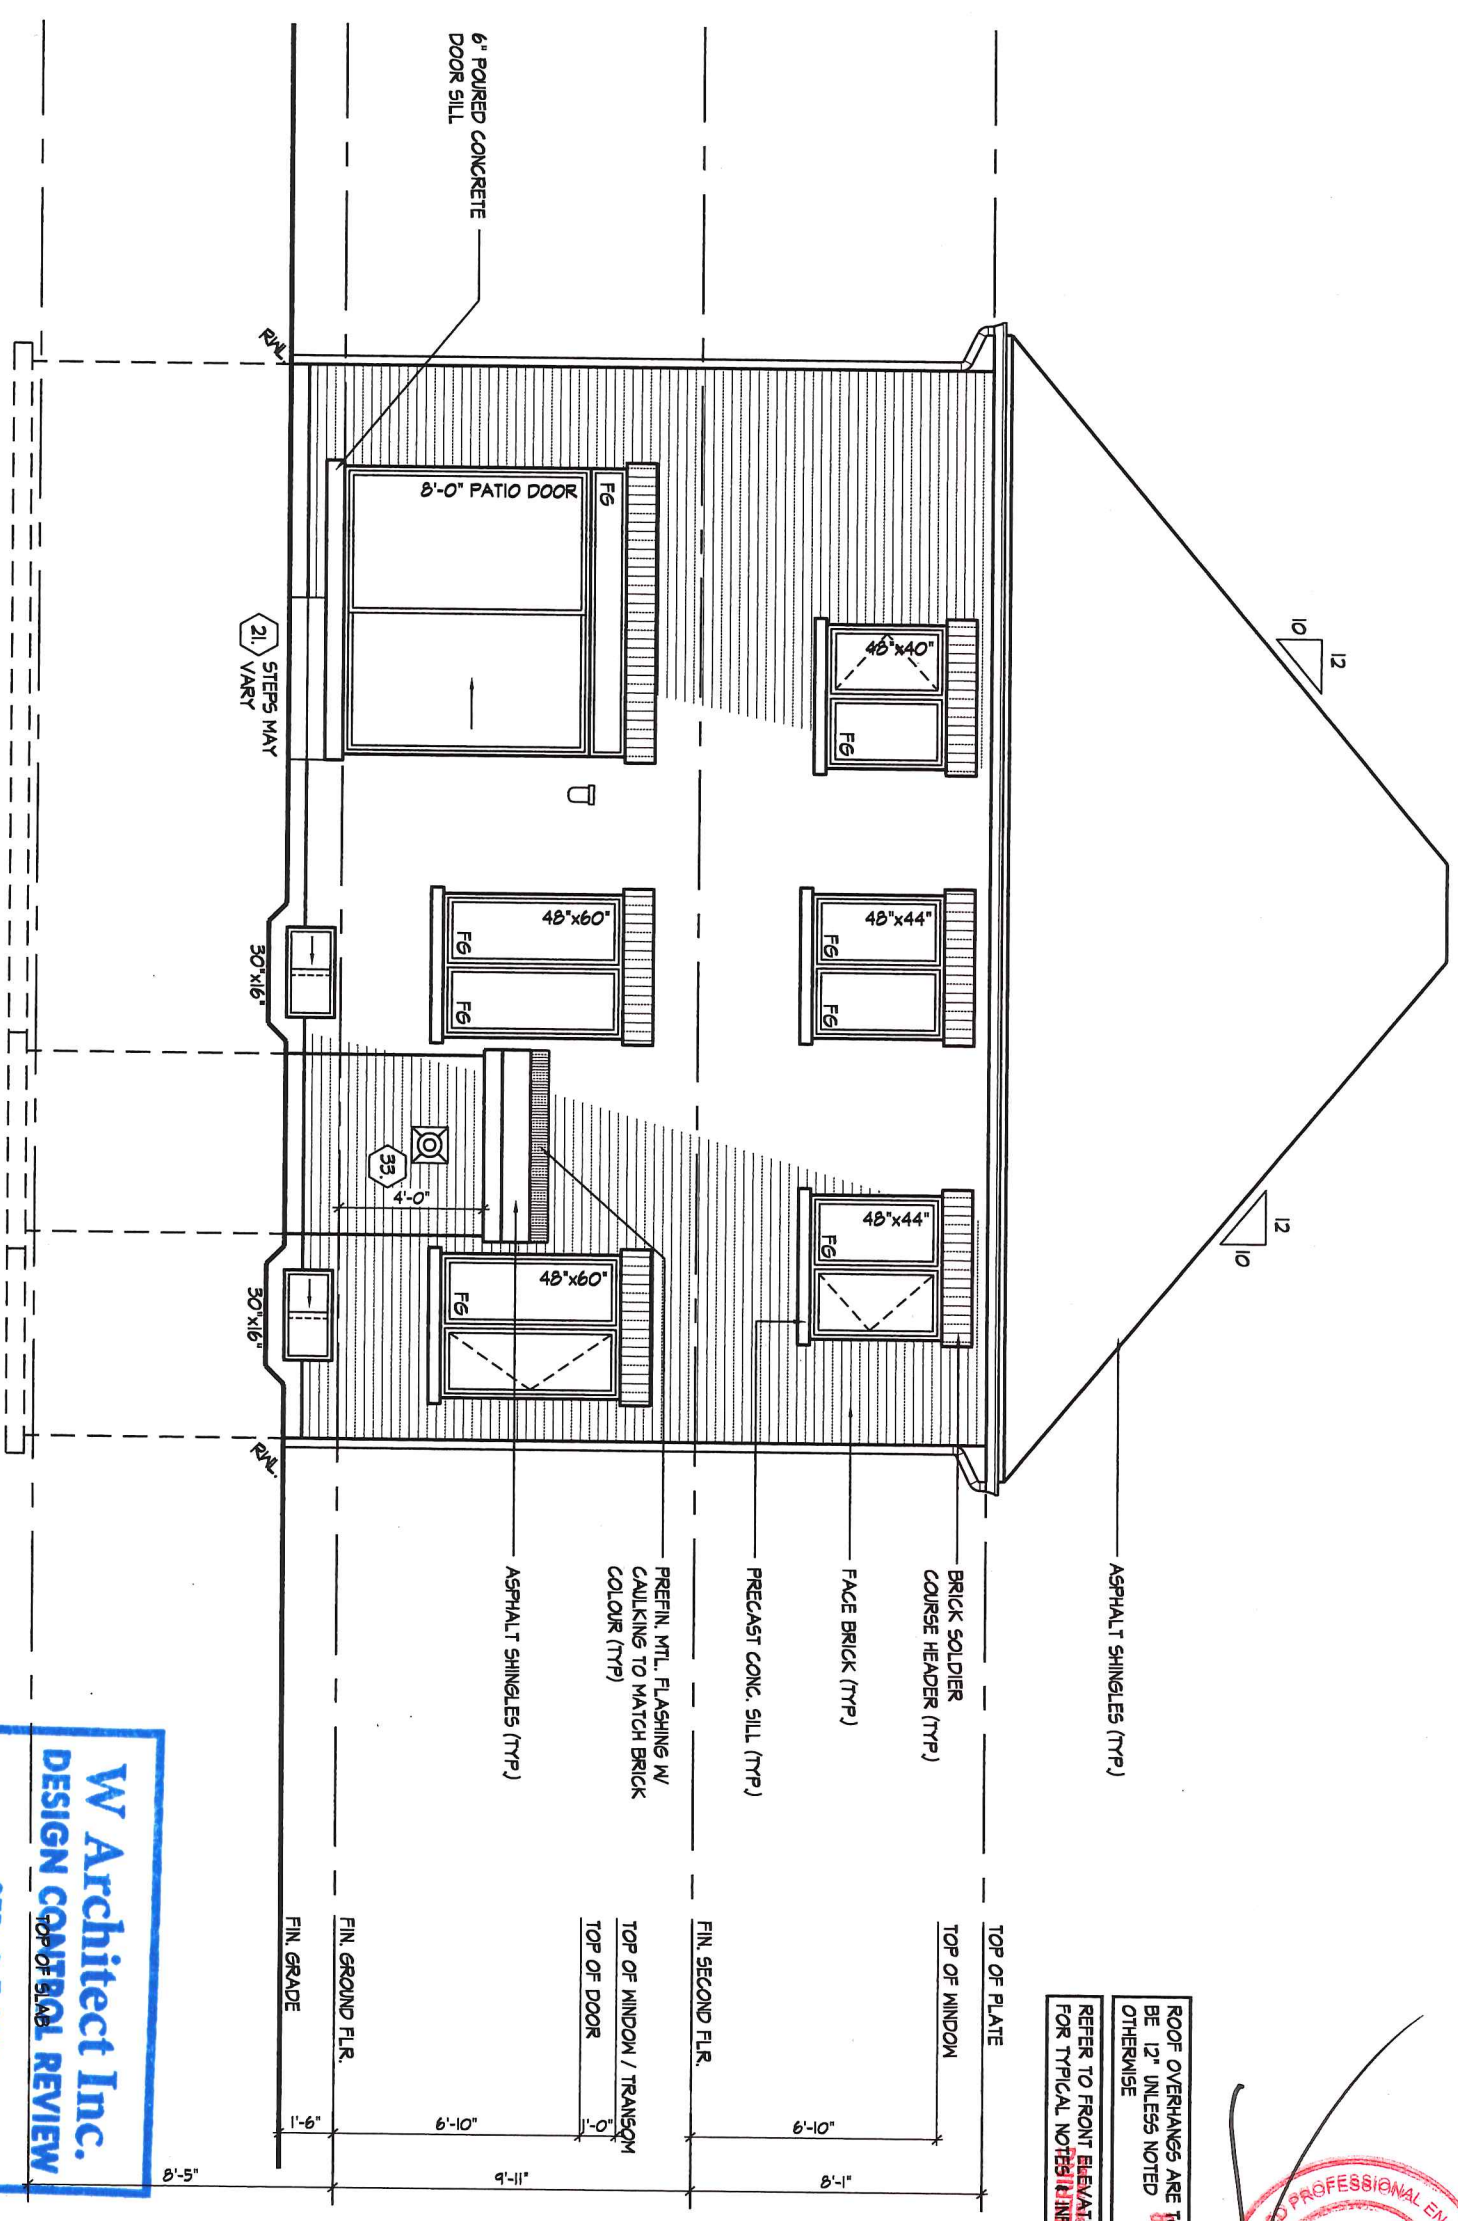 10
12
12
10
ASPHALT SHINGLES (TYP.)
ROOF OVERHANGS ARE
BE 12" UNLESS NOTED
OTHERWISE
REFER TO FRONT
FOR TYPICAL NOTES
PROFESSIONAL
BRICK SOLDIER
COURSE HEADER (TYP.)
FACE BRICK (TYP.)
PRECAST CONC. SILL (TYP.)
PREFIN. MTL. FLASHING W/
CAULKING TO MATCH BRICK
COLOUR (TYP)
ASPHALT SHINGLES (TYP.)
6" POURED CONCRETE
DOOR SILL
48"x40"
FG
48"x44"
FG
FG
48"x44"
FG
FG
8'-0" PATIO DOOR
48"x60"
FG
FG
48"x60"
FG
33.
4'-0"
21.
STEPS MAY
VARY
30"x16"
30"x16"
RWL.
RWL.
TOP OF PLATE
TOP OF WINDOW
FIN. SECOND FLR.
TOP OF WINDOW / TRANSOM
TOP OF DOOR
FIN. GROUND FLR.
FIN. GRADE
TOP OF SLAB
6'-10"
8'-1"
1'-0"
6'-10"
9'-11"
1'-6"
8'-5"
W Architect Inc.
DESIGN CONTROL REVIEW